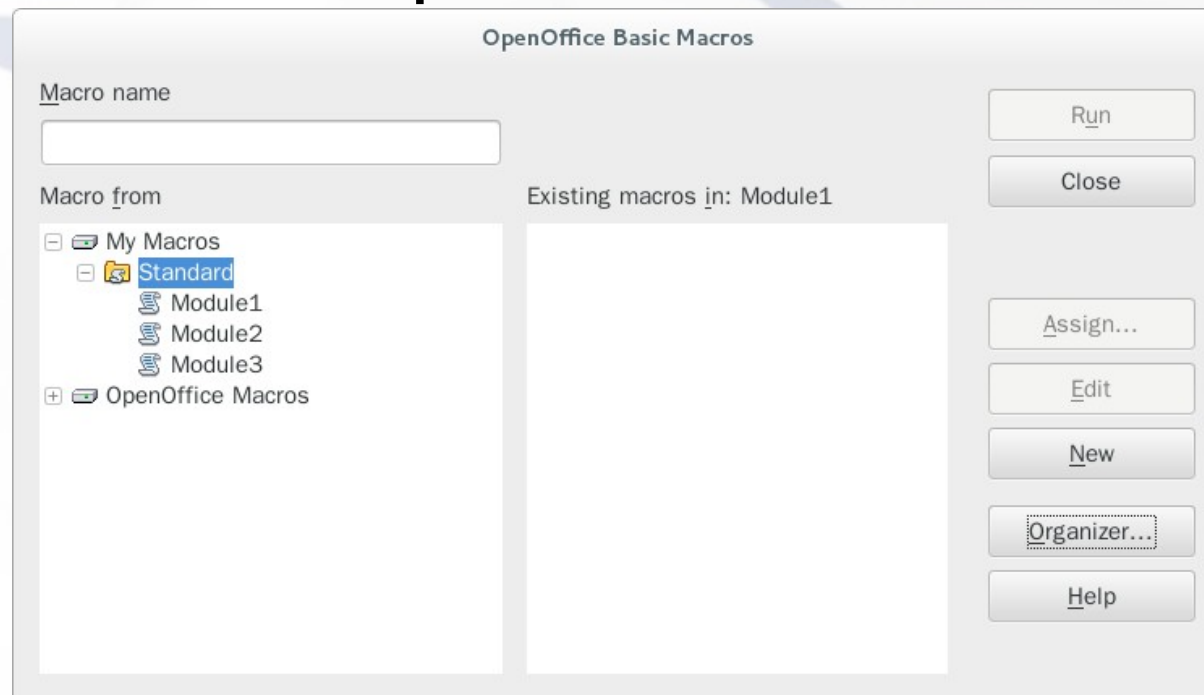 OpenOffice Basic Macros
Macro name
Run
Close
Macro from
Existing macros in: Module1
My Macros
Standard
Module1
Module2
Module3
OpenOffice Macros
Assign...
Edit
New
Organizer...
Help